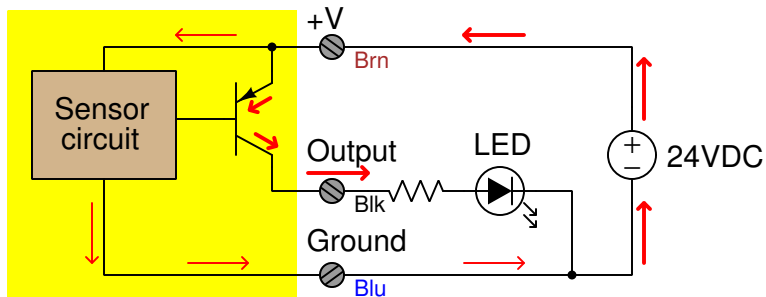 +V
Brn
Sensor
circuit
Output
Blk
LED
+
−
24VDC
Ground
Blu